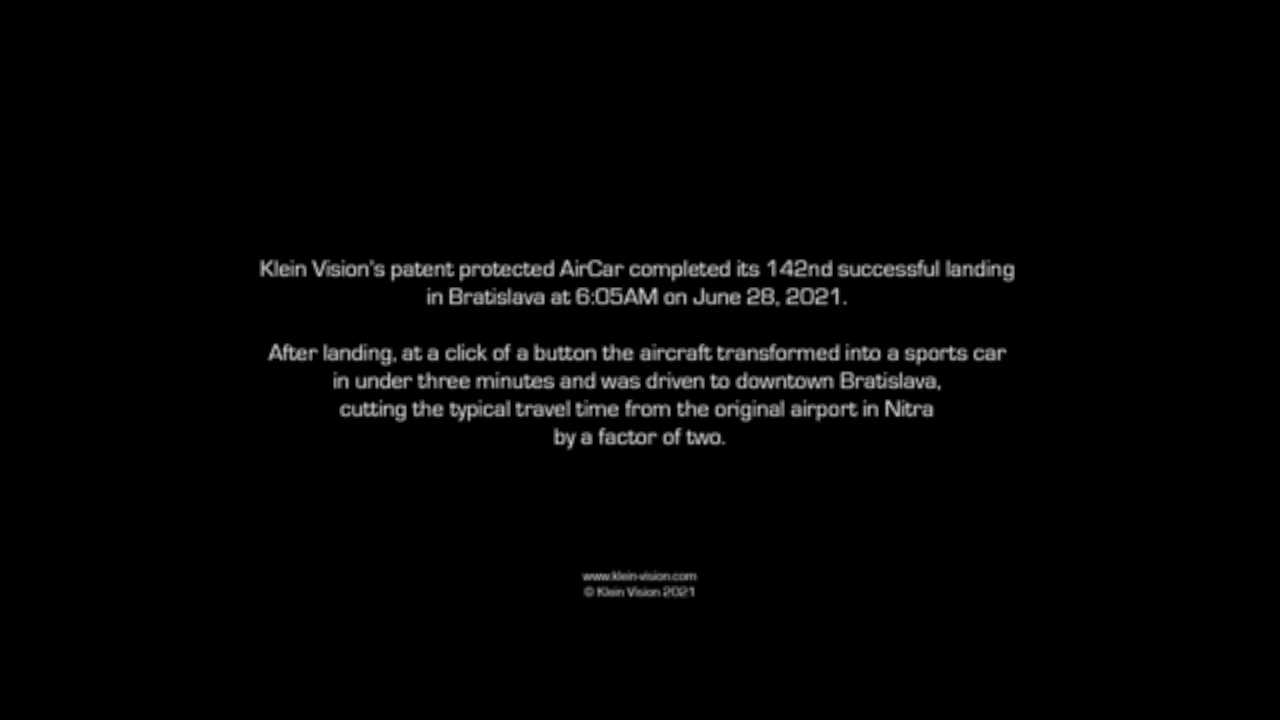 Klein Vision's patent protected AirCar completed its 142nd successful landing
in Bratislava at 6:05AM on June 28, 2021.
After landing, at a click of a button the aircraft transformed into a sports car
in under three minutes and was driven to downtown Bratislava,
cutting the typical travel time from the original airport in Nitra
by a factor of two.
www.klein-vision.com
© Klein Vision 2021